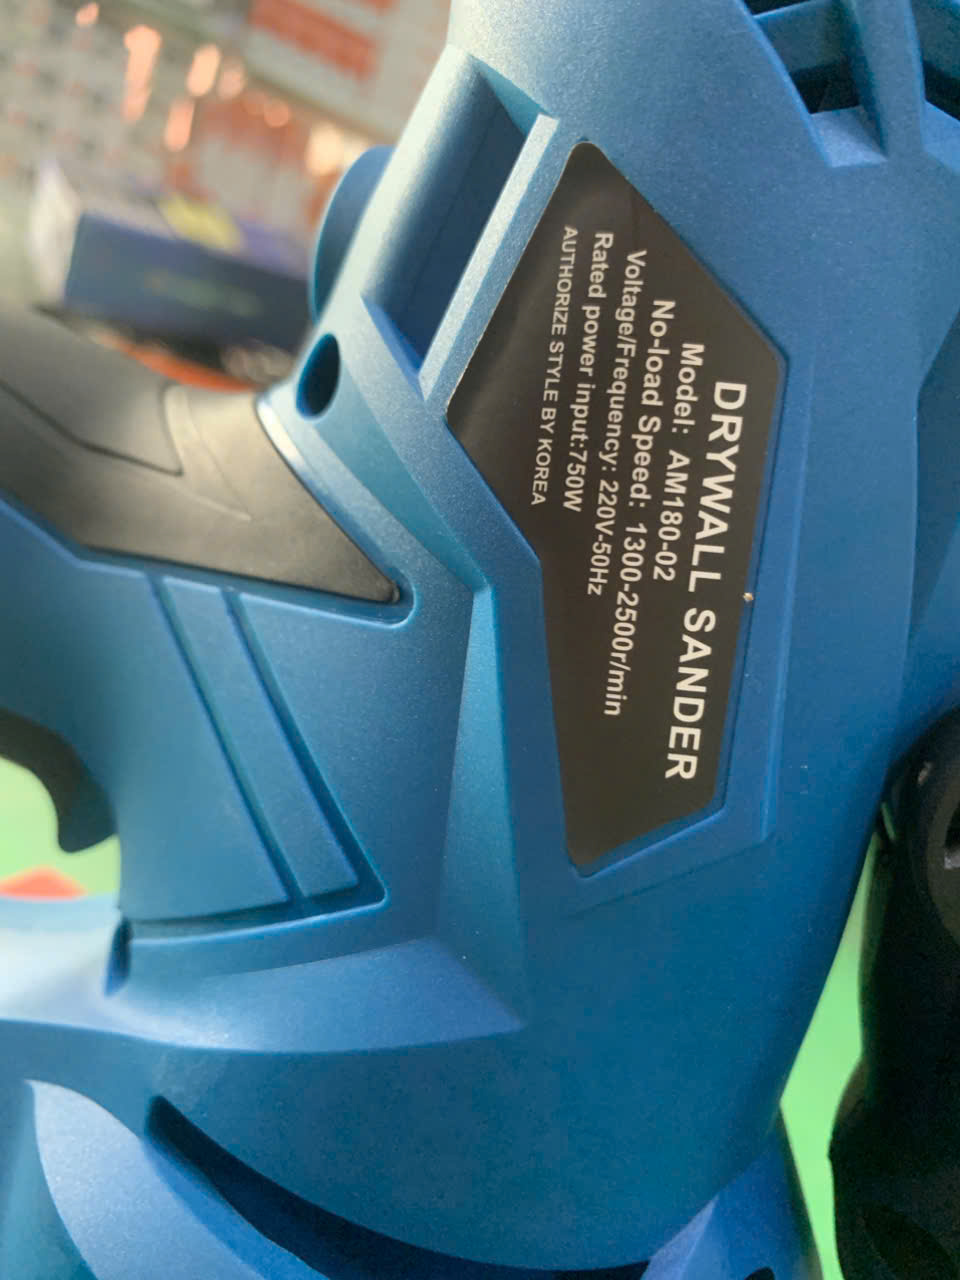 DRYWALL SANDER
Model: AM180-02
No-load Speed: 1300-2500r/min
Voltage/Frequency: 220V-50Hz
Rated power input:750W
AUTHORIZE STYLE BY KOREA